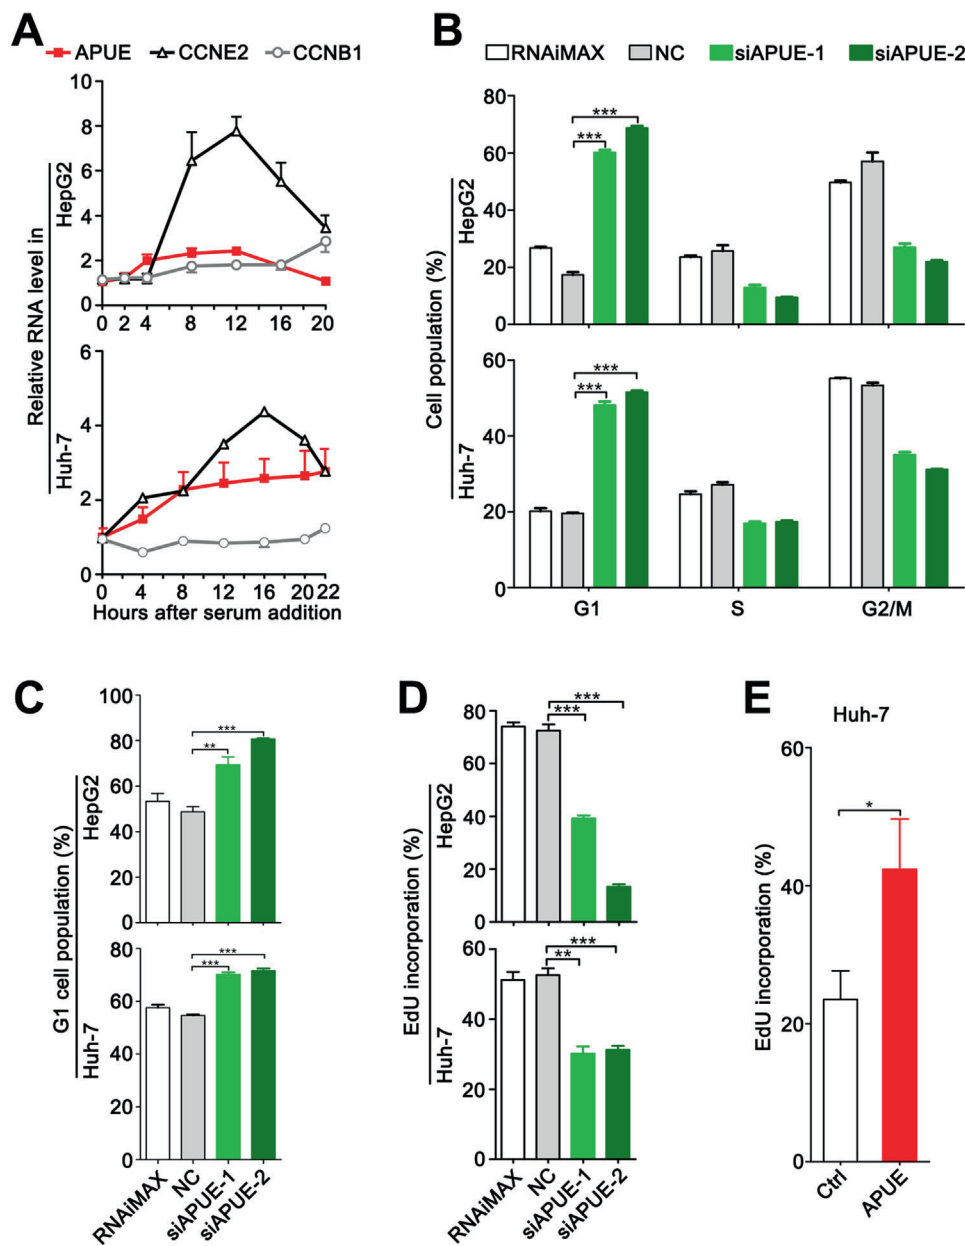 A
APUE CCNE2 CCNB1
Relative RNA level in
HepG2
10
8
6
4
2
0
0 2 4 8 12 16 20
Huh-7
6
4
2
0
0 4 8 12 16 20 22
Hours after serum addition
B
RNAiMAX NC siAPUE-1 siAPUE-2
Cell population (%)
HepG2
80
60
40
20
0
***
***
Huh-7
60
40
20
0
***
***
G1 S G2/M
C
G1 cell population (%)
HepG2
100
80
60
40
20
0
***
**
Huh-7
80
60
40
20
0
***
***
RNAiMAX NC siAPUE-1 siAPUE-2
D
EdU incorporation (%)
HepG2
80
60
40
20
0
***
***
Huh-7
60
40
20
0
***
**
RNAiMAX NC siAPUE-1 siAPUE-2
E
Huh-7
EdU incorporation (%)
60
40
20
0
*
Ctrl APUE